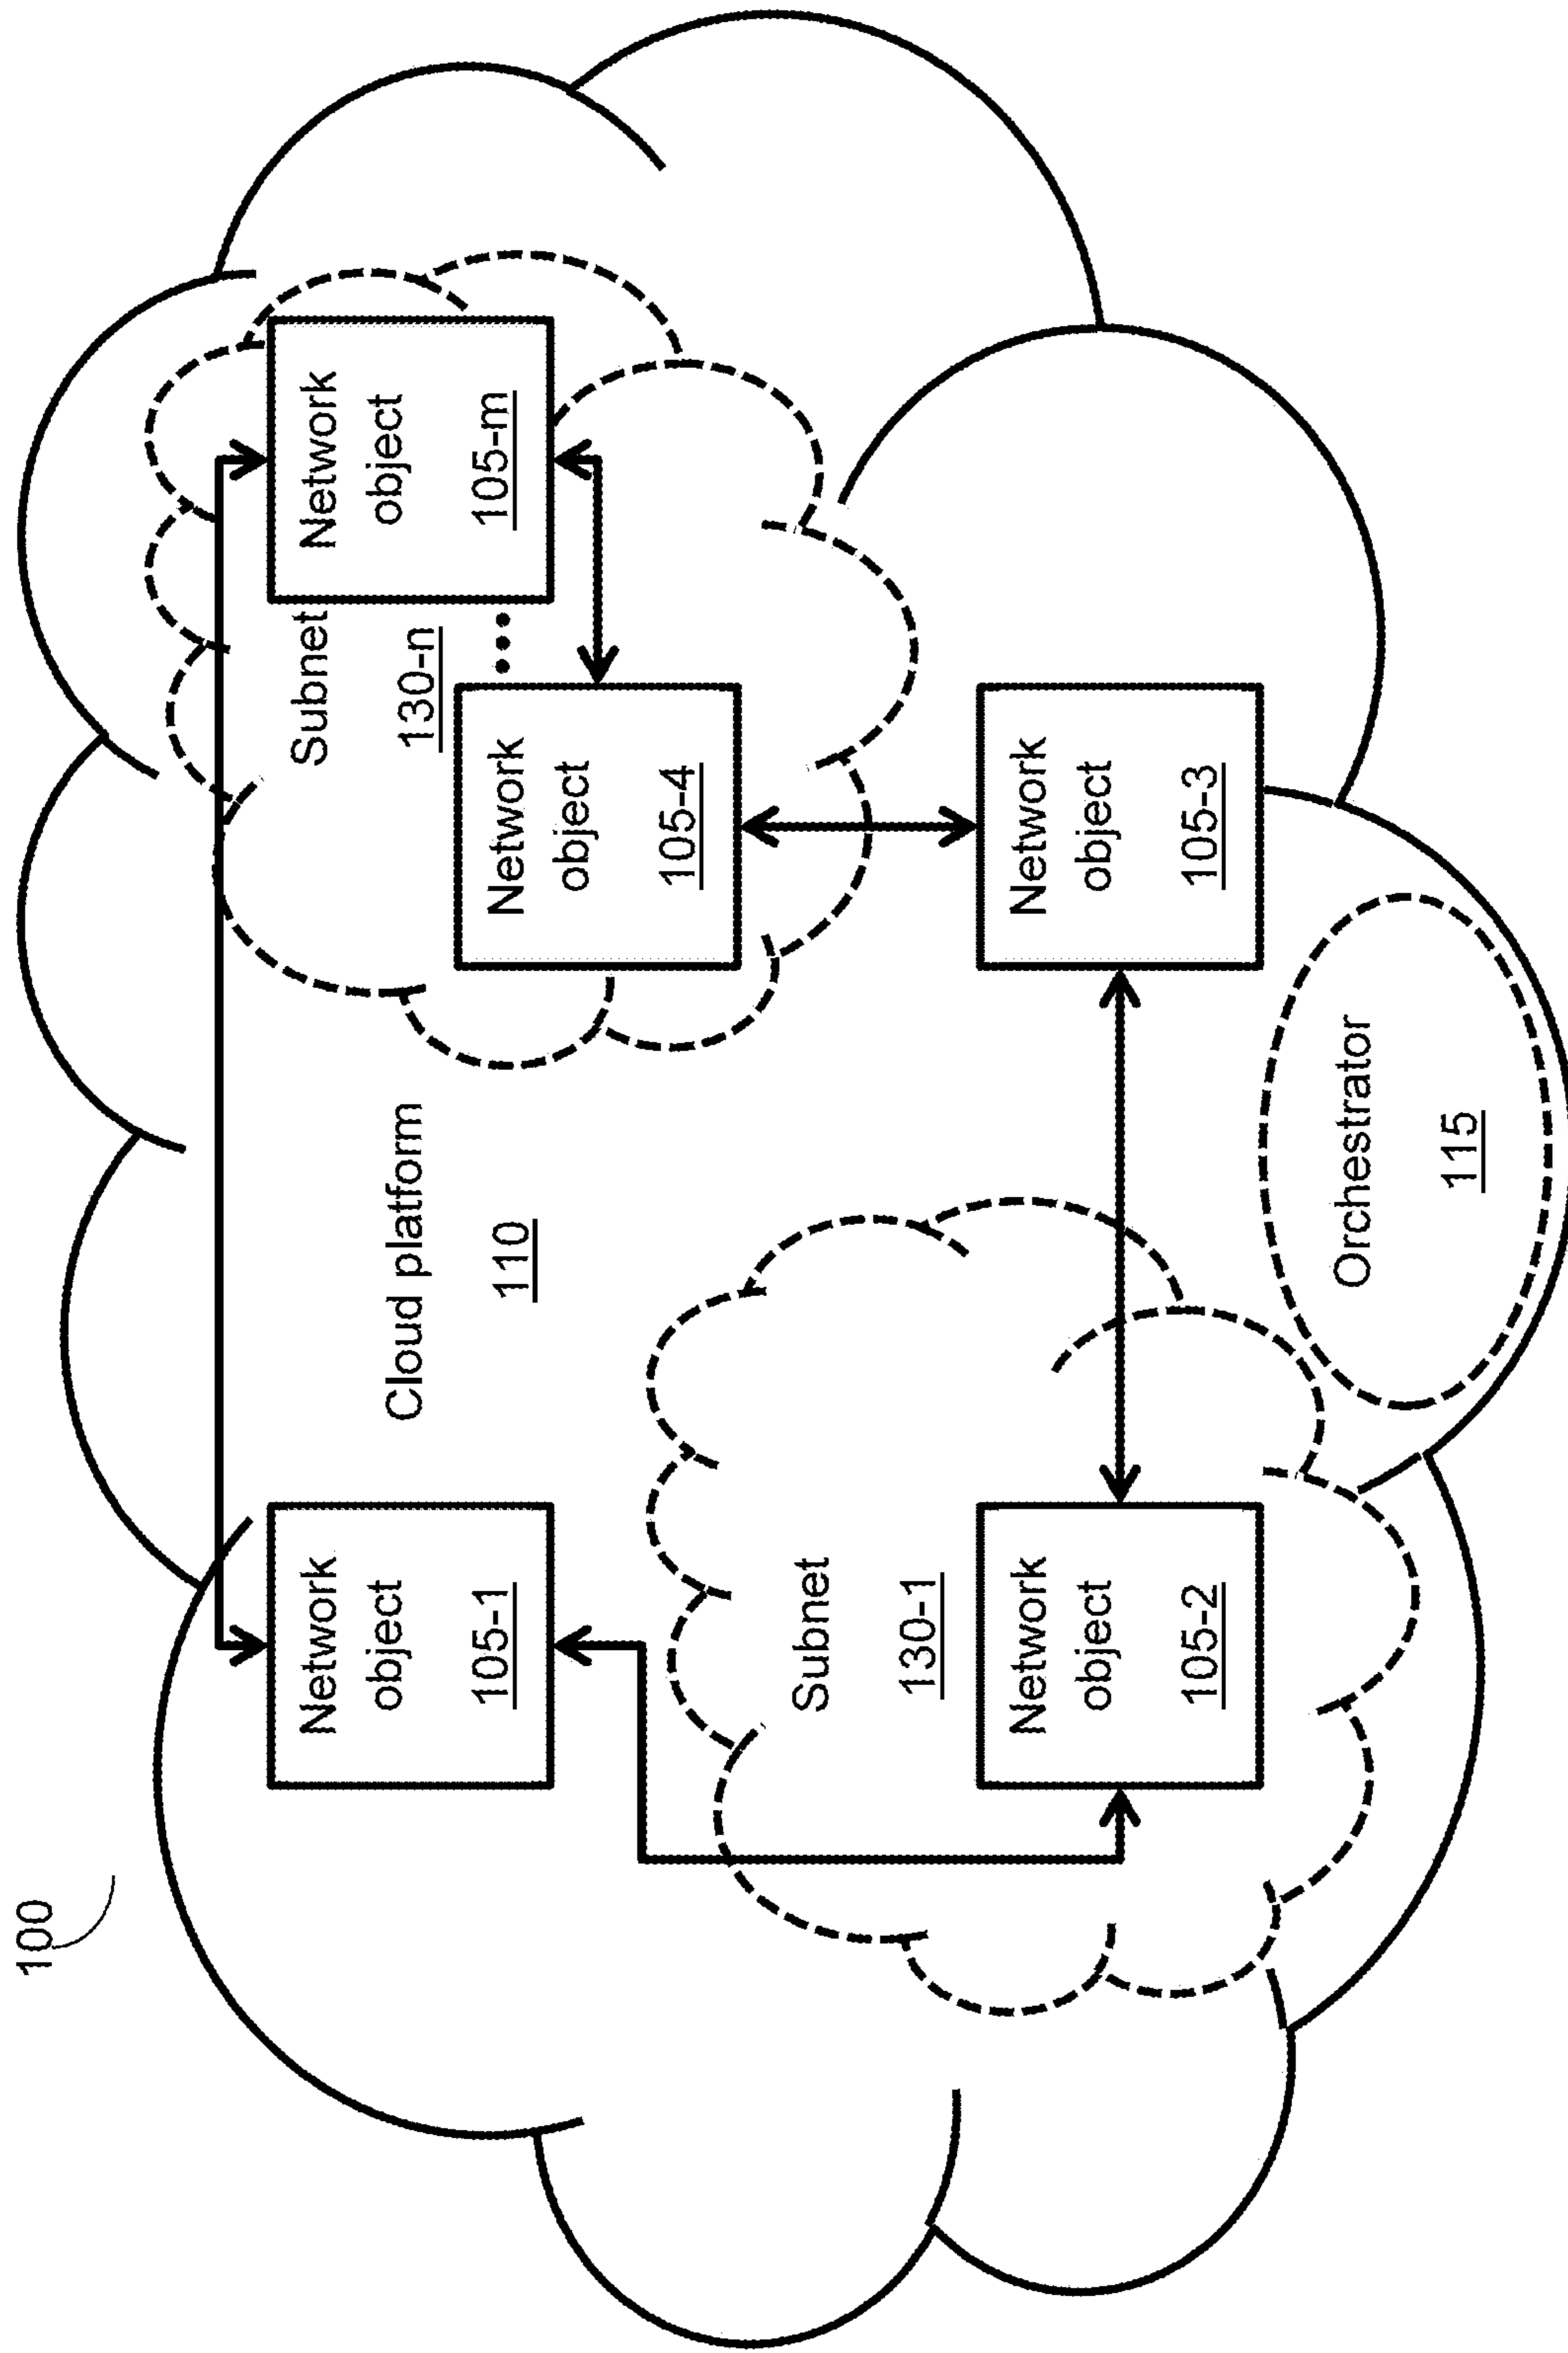 100
Network
object
105-1
Cloud platform
110
Subnet
130-n
Network
object
105-m
Network
object
105-4
Subnet
130-1
Network
object
105-2
Network
object
105-3
Orchestrator
115